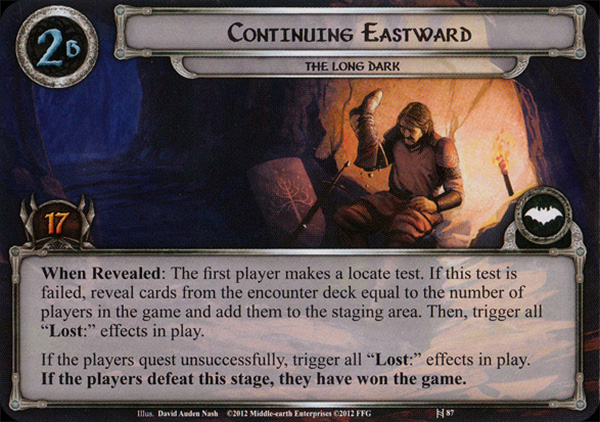 2B
CONTINUING EASTWARD
THE LONG DARK
17
When Revealed: The first player makes a locate test. If this test is
failed, reveal cards from the encounter deck equal to the number of
players in the game and add them to the staging area. Then, trigger all
“Lost:” effects in play.
If the players quest unsuccessfully, trigger all “Lost:” effects in play.
If the players defeat this stage, they have won the game.
Illus. David Auden Nash ©2012 Middle-earth Enterprises ©2012 FFG 87